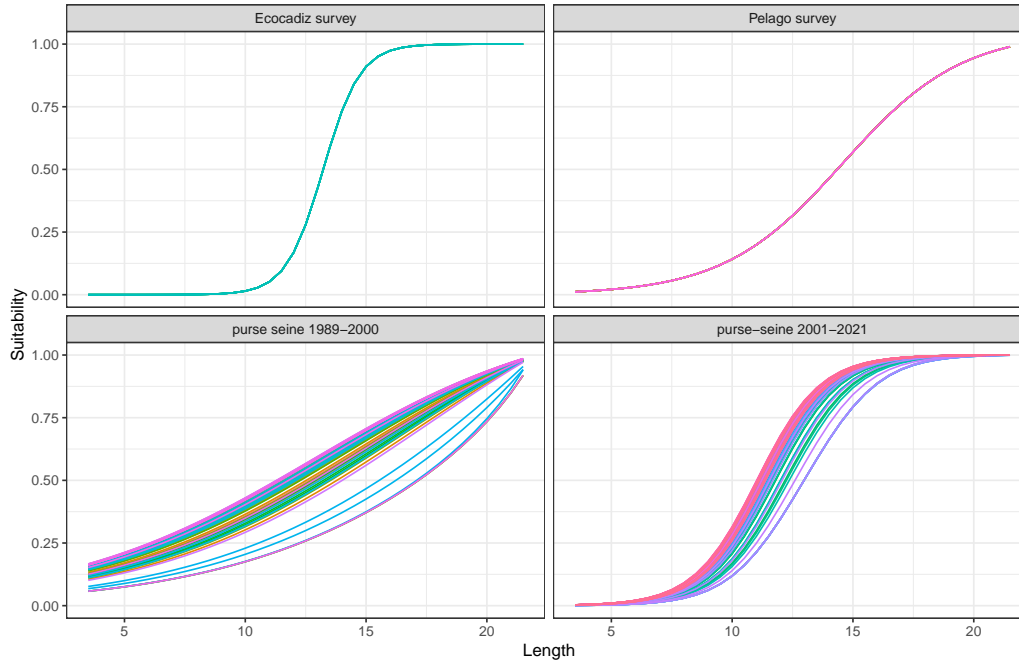 Ecocadiz survey
Pelago survey
1.00
0.75
0.50
0.25
0.00
purse seine 1989−2000
purse−seine 2001−2021
1.00
0.75
0.50
0.25
0.00
5 10 15 20
5 10 15 20
Suitability
Length